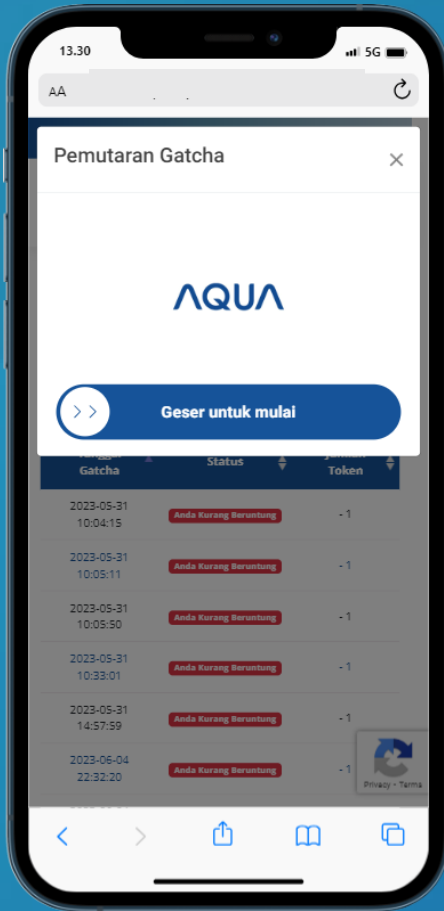 13.30
5G
AA
Pemutaran Gatcha
AQUA
Geser untuk mulai
Gatcha
Status
Token
2023-05-31
10:04:15
Anda Kurang Beruntung
- 1
2023-05-31
10:05:11
Anda Kurang Beruntung
- 1
2023-05-31
10:05:50
Anda Kurang Beruntung
- 1
2023-05-31
10:33:01
Anda Kurang Beruntung
- 1
2023-05-31
14:57:59
Anda Kurang Beruntung
- 1
2023-06-04
22:32:20
Anda Kurang Beruntung
- 1
Privacy - Terms